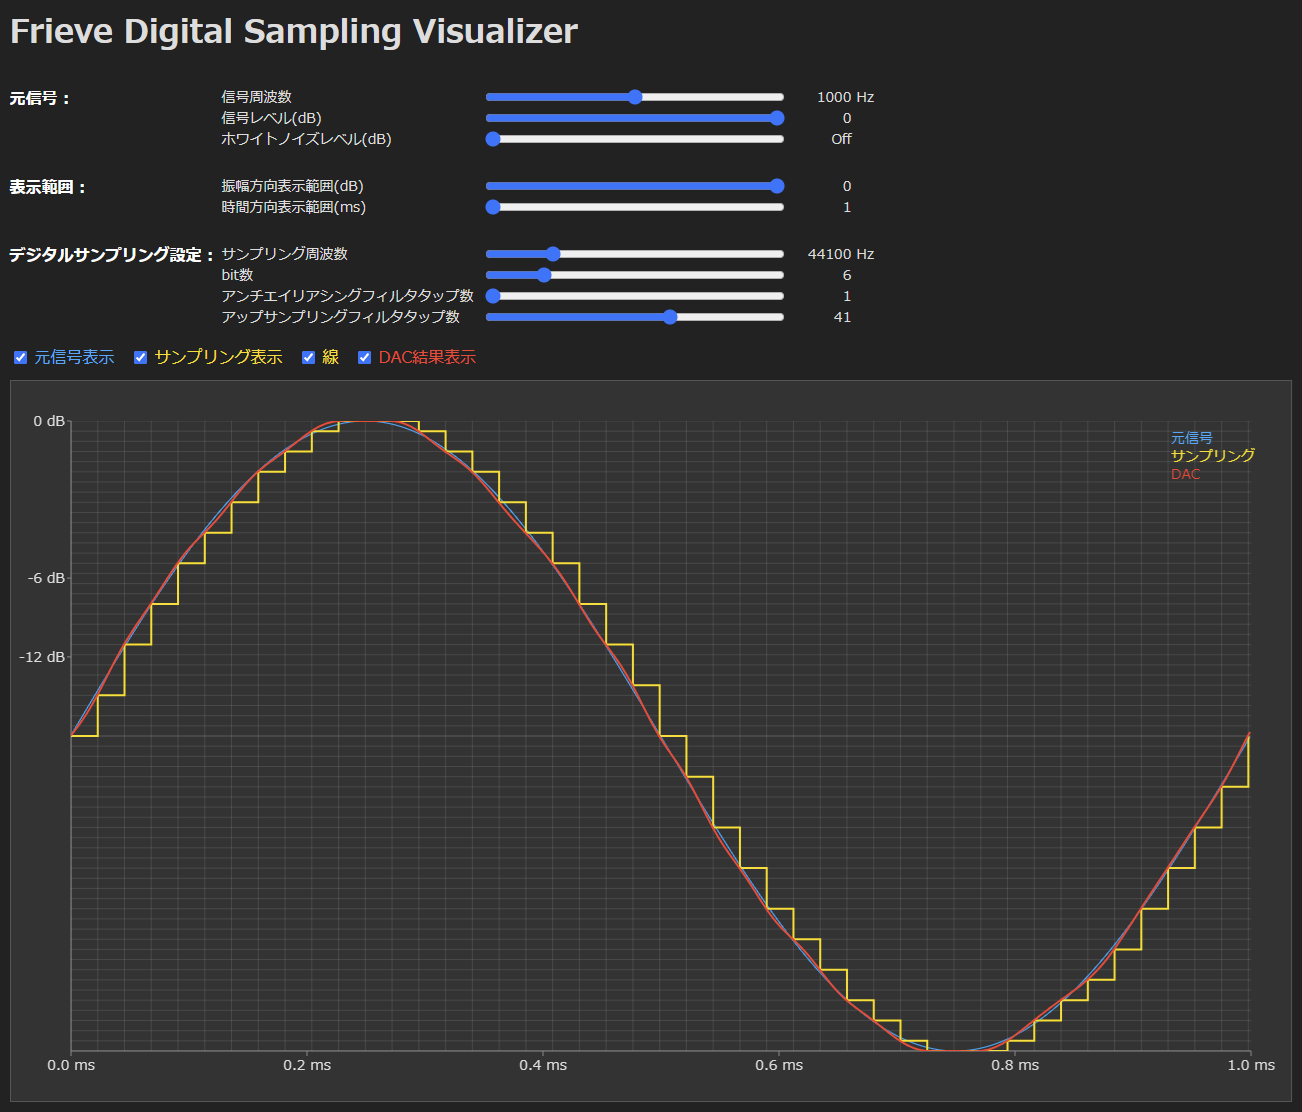 Frieve Digital Sampling Visualizer
元信号： 信号周波数 1000 Hz
信号レベル(dB) 0
ホワイトノイズレベル(dB) Off
表示範囲： 振幅方向表示範囲(dB) 0
時間方向表示範囲(ms) 1
デジタルサンプリング設定： サンプリング周波数 44100 Hz
bit数 6
アンチエイリアシングフィルタタップ数 1
アップサンプリングフィルタタップ数 41
元信号表示 サンプリング表示 線 DAC結果表示
0 dB
元信号
サンプリング
DAC
-6 dB
-12 dB
0.0 ms 0.2 ms 0.4 ms 0.6 ms 0.8 ms 1.0 ms